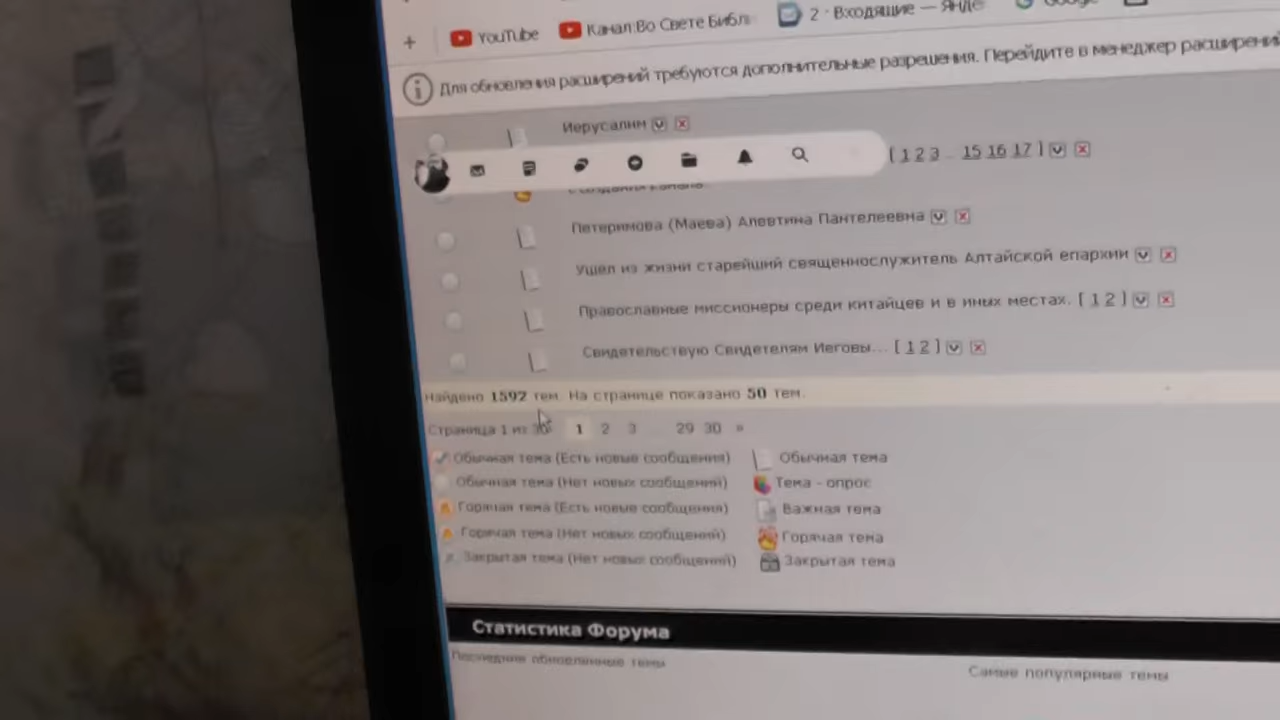 + YouTube Канал:Во Свете Библи 2 · Входящие — Янде Google
Для обновления расширений требуются дополнительные разрешения. Перейдите в менеджер расширений
Иерусалим
[ 1 2 3 ... 15 16 17 ]
Петеримова (Маева) Алевтина Пантелеевна
Ушел из жизни старейший священнослужитель Алтайской епархии
Православные миссионеры среди китайцев и в иных местах. [ 1 2 ]
Свидетельствую Свидетелям Иеговы... [ 1 2 ]
Найдено 1592 тем. На странице показано 50 тем.
Страница 1 из 30 1 2 3 ... 29 30 »
Обычная тема (Есть новые сообщения) Обычная тема
Обычная тема (Нет новых сообщений) Тема - опрос
Горячая тема (Есть новые сообщения) Важная тема
Горячая тема (Нет новых сообщений) Горячая тема
Закрытая тема (Нет новых сообщений) Закрытая тема
Статистика Форума
Последние обновленные темы Самые популярные темы